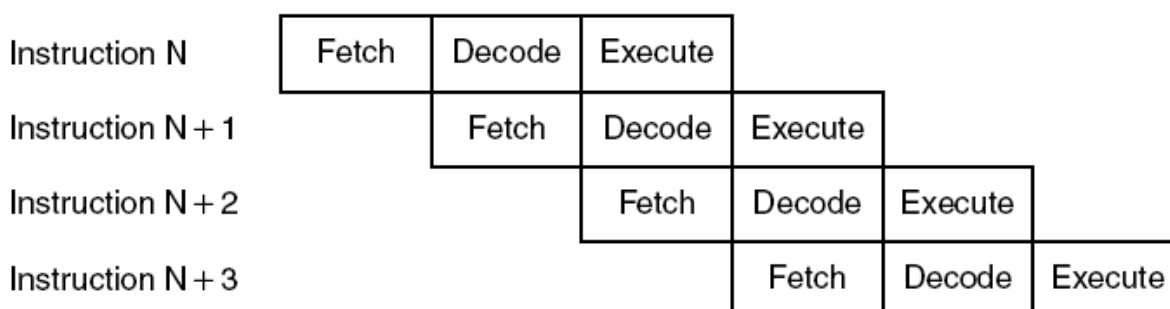 Instruction N Fetch Decode Execute
Instruction N + 1 Fetch Decode Execute
Instruction N + 2 Fetch Decode Execute
Instruction N + 3 Fetch Decode Execute